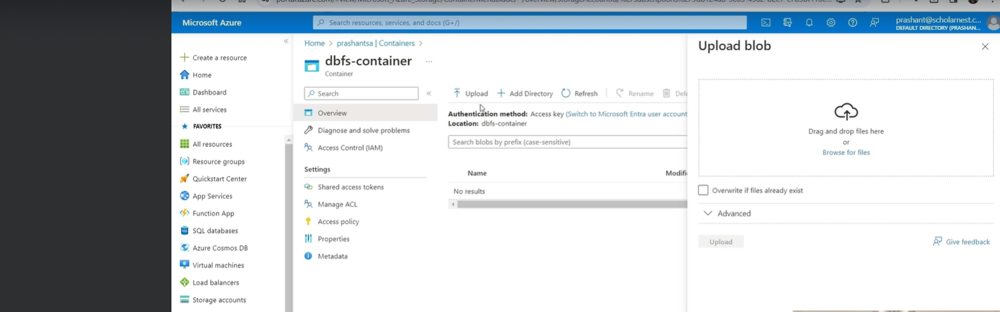 Microsoft Azure
Search resources, services, and docs (G+/)
prashant@scholarnest.c...
DEFAULT DIRECTORY (PRASHAN...
Create a resource
Home
Dashboard
All services
FAVORITES
All resources
Resource groups
Quickstart Center
App Services
Function App
SQL databases
Azure Cosmos DB
Virtual machines
Load balancers
Storage accounts
Home > prashantsa | Containers >
dbfs-container ...
Container
Search
Overview
Diagnose and solve problems
Access Control (IAM)
Settings
Shared access tokens
Manage ACL
Access policy
Properties
Metadata
Upload Add Directory Refresh Rename Dele
Authentication method: Access key (Switch to Microsoft Entra user account
Location: dbfs-container
Search blobs by prefix (case-sensitive)
Name Modifi
No results
Upload blob
Drag and drop files here
or
Browse for files
Overwrite if files already exist
Advanced
Upload
Give feedback